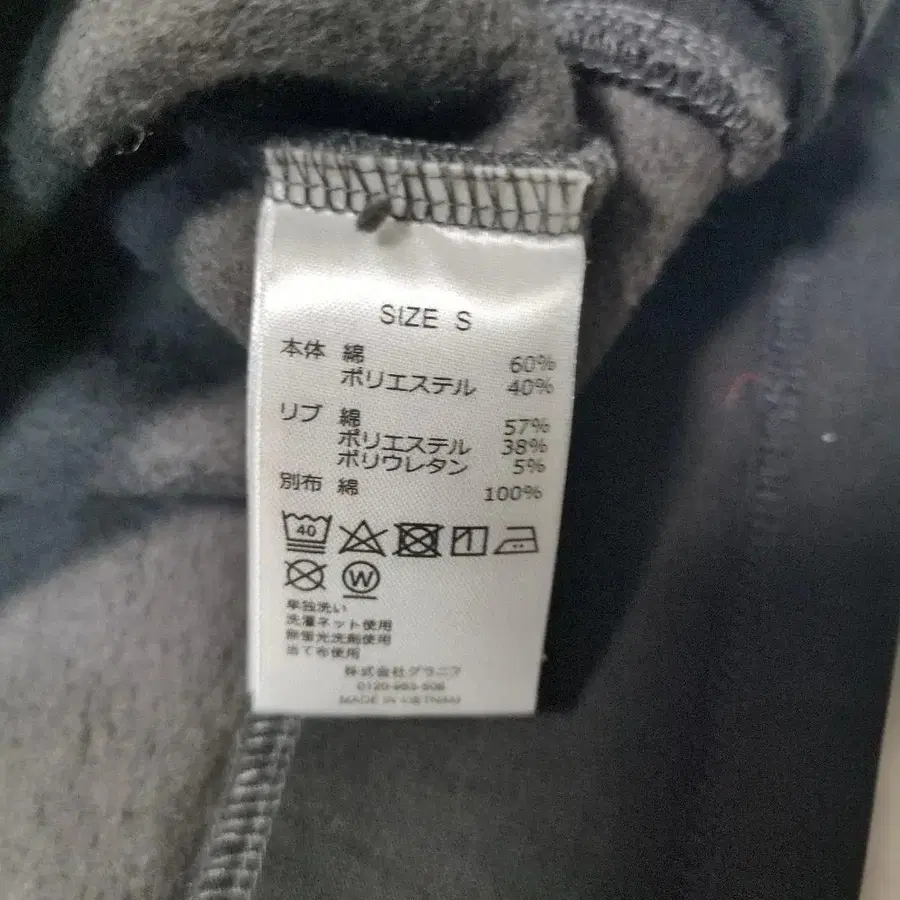 SIZE S
本体 綿 60%
ポリエステル 40%
リブ 綿 57%
ポリエステル 38%
ポリウレタン 5%
別布 綿 100%
40
W
単独洗い
洗濯ネット使用
無蛍光洗剤使用
当て布使用
株式会社グラニフ
MADE IN VIETNAM